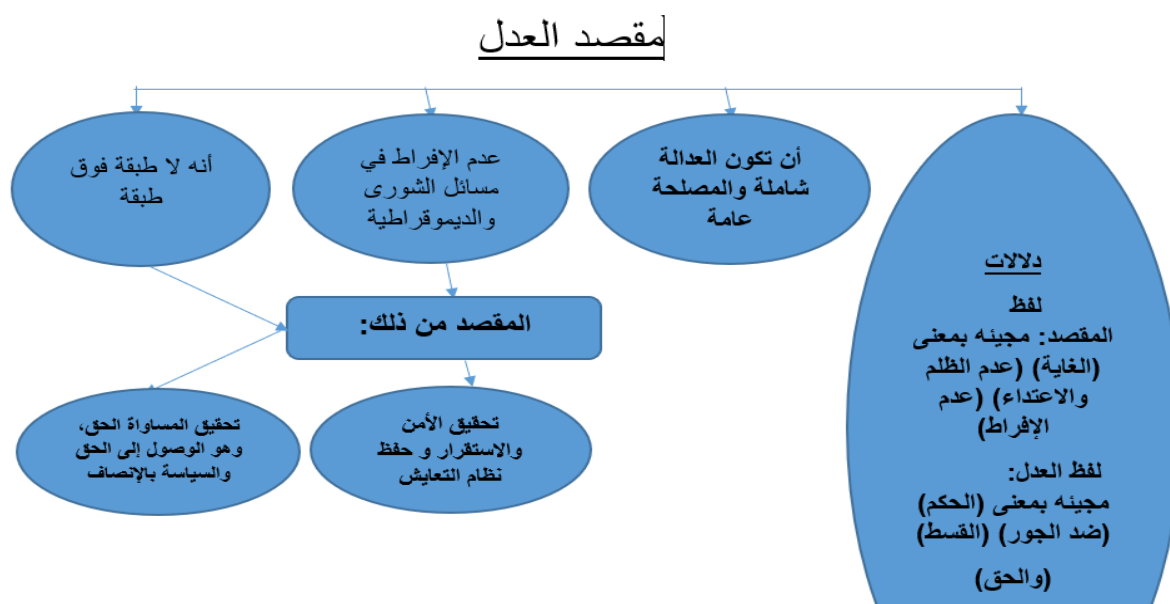 مقصد العدل
دلالات
لفظ
المقصد: مجيئه بمعنى
(الغاية) (عدم الظلم
والاعتداء) (عدم
الإفراط)
لفظ العدل:
مجيئه بمعنى (الحكم)
(ضد الجور) (القسط)
(والحق)
أن تكون العدالة
شاملة والمصلحة
عامة
عدم الإفراط في
مسائل الشورى
والديموقراطية
أنه لا طبقة فوق
طبقة
المقصد من ذلك:
تحقيق الأمن
والاستقرار و حفظ
نظام التعايش
تحقيق المساواة الحق،
وهو الوصول إلى الحق
والسياسة بالإنصاف